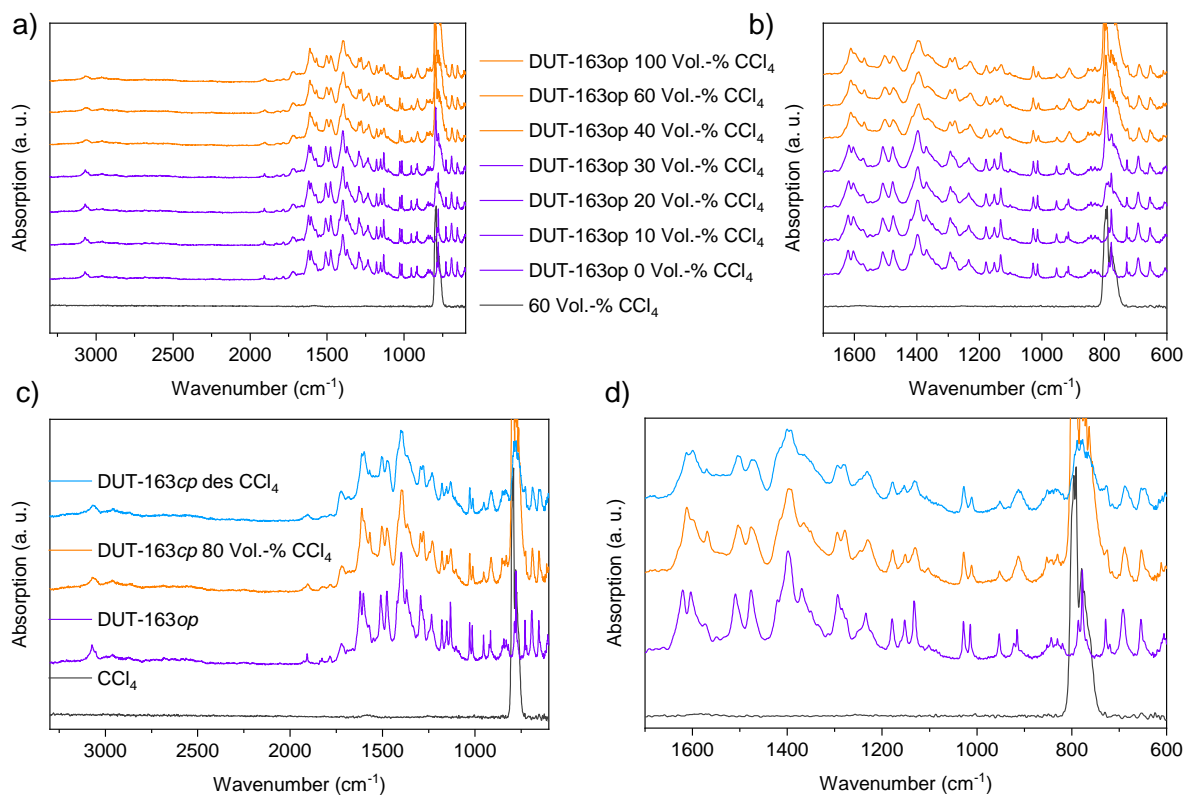 a)
Absorption (a. u.)
3000 2500 2000 1500 1000
Wavenumber (cm⁻¹)
DUT-163op 100 Vol.-% CCl₄
DUT-163op 60 Vol.-% CCl₄
DUT-163op 40 Vol.-% CCl₄
DUT-163op 30 Vol.-% CCl₄
DUT-163op 20 Vol.-% CCl₄
DUT-163op 10 Vol.-% CCl₄
DUT-163op 0 Vol.-% CCl₄
60 Vol.-% CCl₄
b)
Absorption (a. u.)
1600 1400 1200 1000 800 600
Wavenumber (cm⁻¹)
c)
Absorption (a. u.)
DUT-163cp des CCl₄
DUT-163cp 80 Vol.-% CCl₄
DUT-163op
CCl₄
3000 2500 2000 1500 1000
Wavenumber (cm⁻¹)
d)
Absorption (a. u.)
1600 1400 1200 1000 800 600
Wavenumber (cm⁻¹)